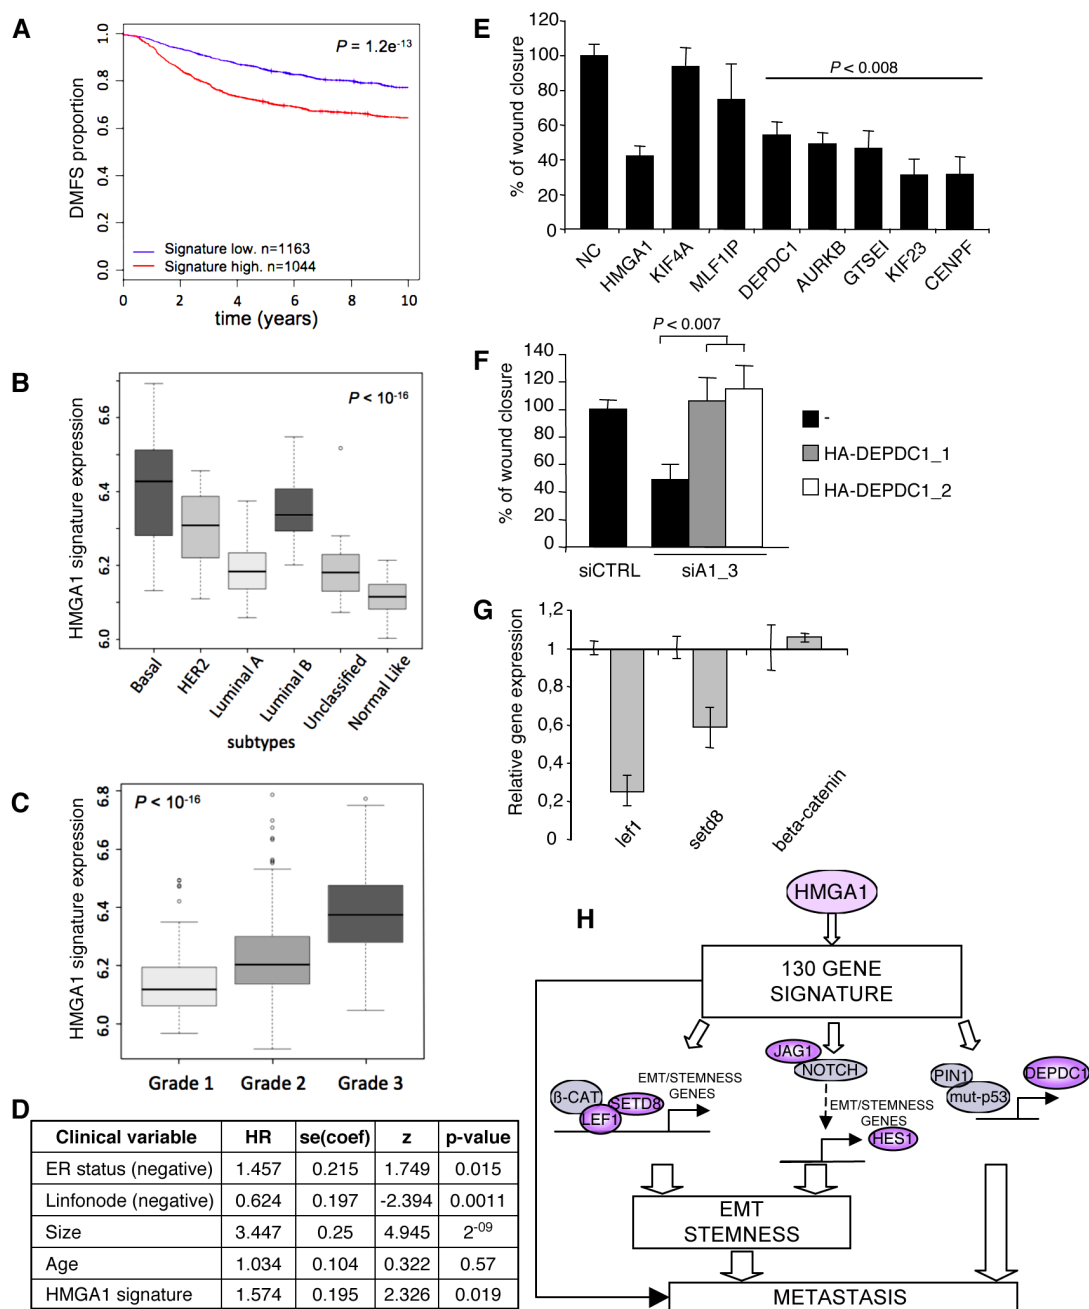 A
P = 1.2e-13
DMFS proportion
1.0
0.8
0.6
0.4
0.2
0.0
Signature low. n=1163
Signature high. n=1044
0 2 4 6 8 10
time (years)
B
P < 10-16
HMGA1 signature expression
6.6
6.4
6.2
6.0
Basal
HER2
Luminal A
Luminal B
Unclassified
Normal Like
subtypes
C
P < 10-16
HMGA1 signature expression
6.8
6.6
6.4
6.2
6.0
Grade 1 Grade 2 Grade 3
D
Clinical variable HR se(coef) z p-value
ER status (negative) 1.457 0.215 1.749 0.015
Linfonode (negative) 0.624 0.197 -2.394 0.0011
Size 3.447 0.25 4.945 2-09
Age 1.034 0.104 0.322 0.57
HMGA1 signature 1.574 0.195 2.326 0.019
E
% of wound closure
120
100
80
60
40
20
0
P < 0.008
NC
HMGA1
KIF4A
MLF1IP
DEPDC1
AURKB
GTSEI
KIF23
CENPF
F
P < 0.007
% of wound closure
140
120
100
80
60
40
20
0
siCTRL siA1_3
-
HA-DEPDC1_1
HA-DEPDC1_2
G
Relative gene expression
1,2
1
0,8
0,6
0,4
0,2
0
lef1
setd8
beta-catenin
H
HMGA1
130 GENE
SIGNATURE
JAG1
NOTCH
EMT/STEMNESS
GENES
ß-CAT
SETD8
LEF1
PIN1
mut-p53
DEPDC1
EMT/STEMNESS
GENES
HES1
EMT
STEMNESS
METASTASIS